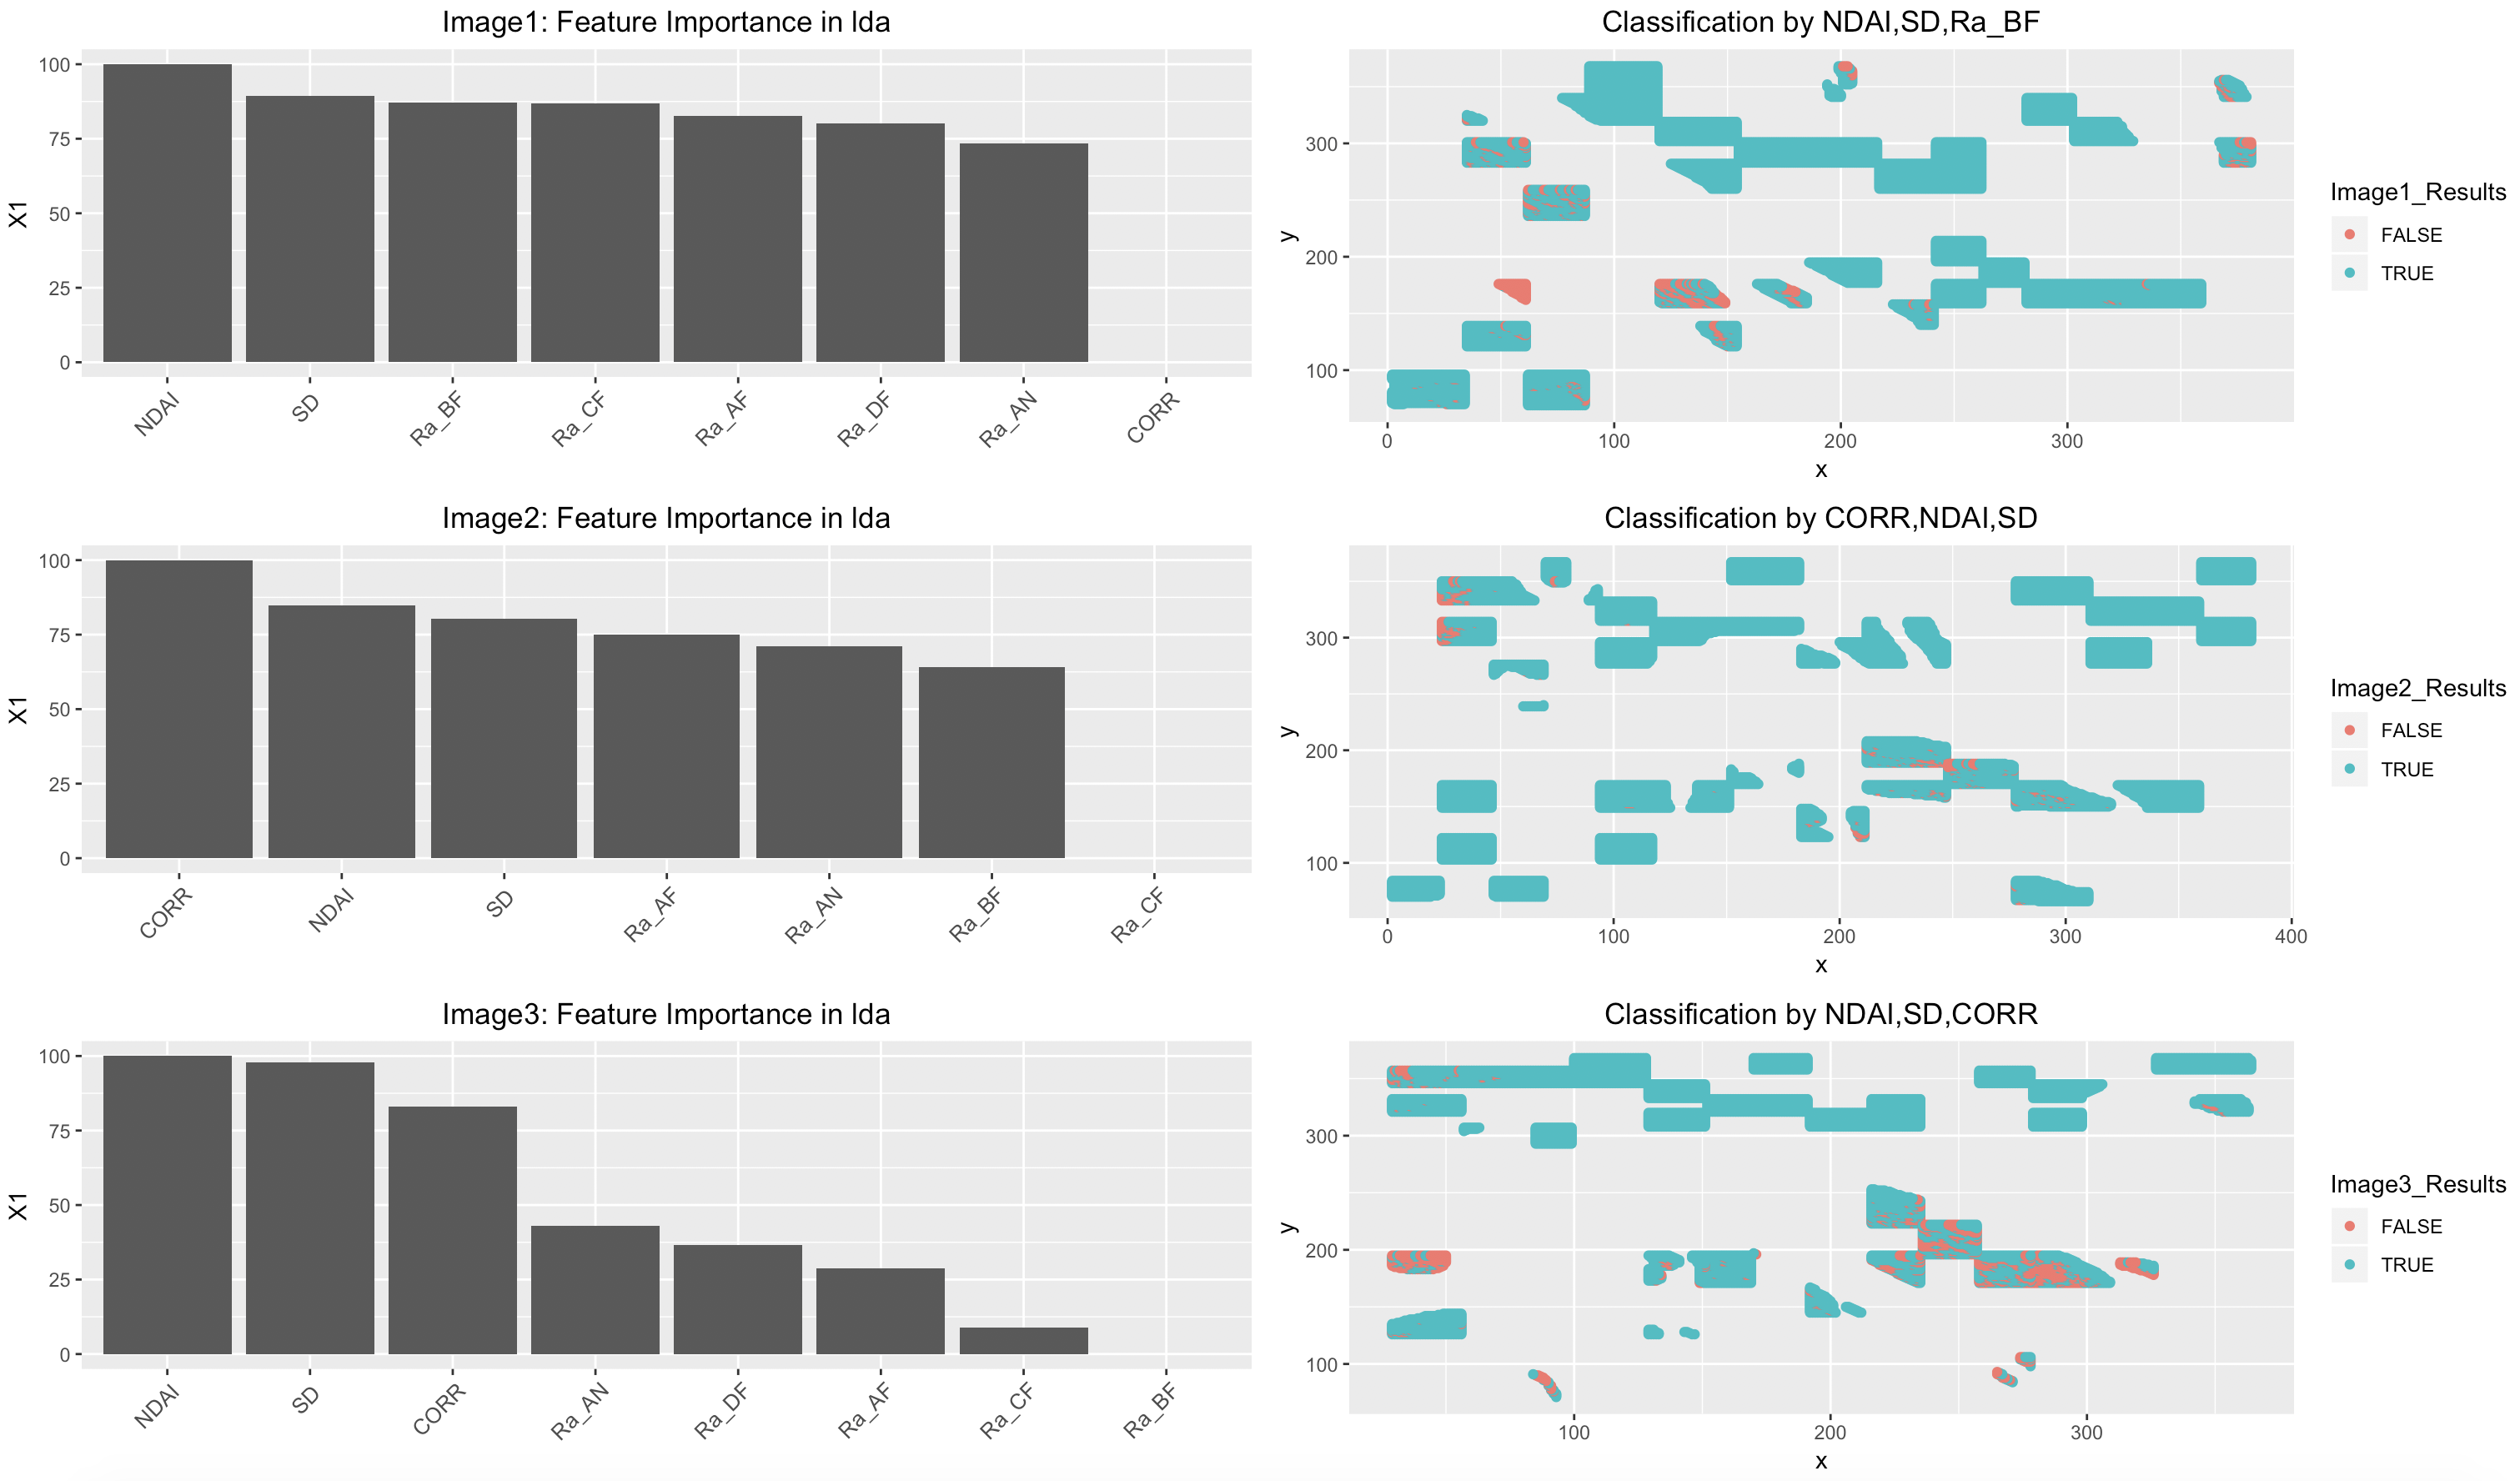 Image1: Feature Importance in lda
X1
100
75
50
25
0
NDAI SD Ra_BF Ra_CF Ra_AF Ra_DF Ra_AN CORR
Classification by NDAI,SD,Ra_BF
y
300
200
100
0 100 200 300
x
Image1_Results
FALSE
TRUE
Image2: Feature Importance in lda
X1
100
75
50
25
0
CORR NDAI SD Ra_AF Ra_AN Ra_BF Ra_CF
Classification by CORR,NDAI,SD
y
300
200
100
0 100 200 300 400
x
Image2_Results
FALSE
TRUE
Image3: Feature Importance in lda
X1
100
75
50
25
0
NDAI SD CORR Ra_AN Ra_DF Ra_AF Ra_CF Ra_BF
Classification by NDAI,SD,CORR
y
300
200
100
100 200 300
x
Image3_Results
FALSE
TRUE